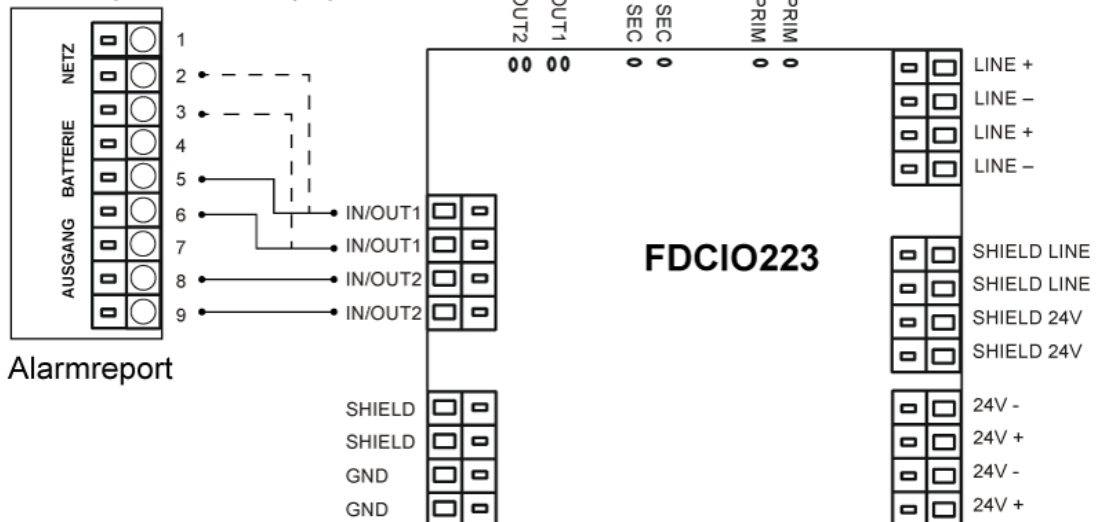 NETZ
BATTERIE
AUSGANG
1
2
3
4
5
6
7
8
9
Alarmreport
OUT2
OUT1
SEC
SEC
PRIM
PRIM
IN/OUT1
IN/OUT1
IN/OUT2
IN/OUT2
SHIELD
SHIELD
GND
GND
FDCIO223
LINE +
LINE –
LINE +
LINE –
SHIELD LINE
SHIELD LINE
SHIELD 24V
SHIELD 24V
24V -
24V +
24V -
24V +